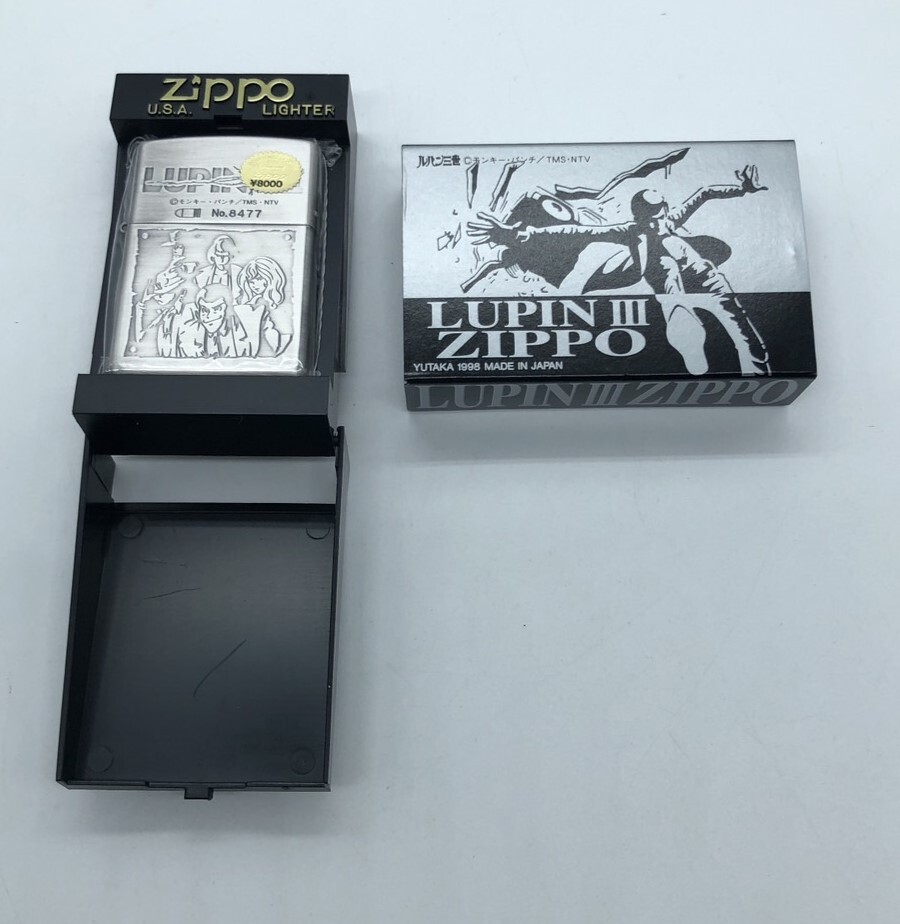 zippo
U.S.A. LIGHTER
LUPIN
¥8000
©モンキー・パンチ/TMS・NTV
No.8477
ルパン三世 ©モンキー・パンチ/TMS・NTV
LUPIN III
ZIPPO
YUTAKA 1998 MADE IN JAPAN
LUPIN III ZIPPO